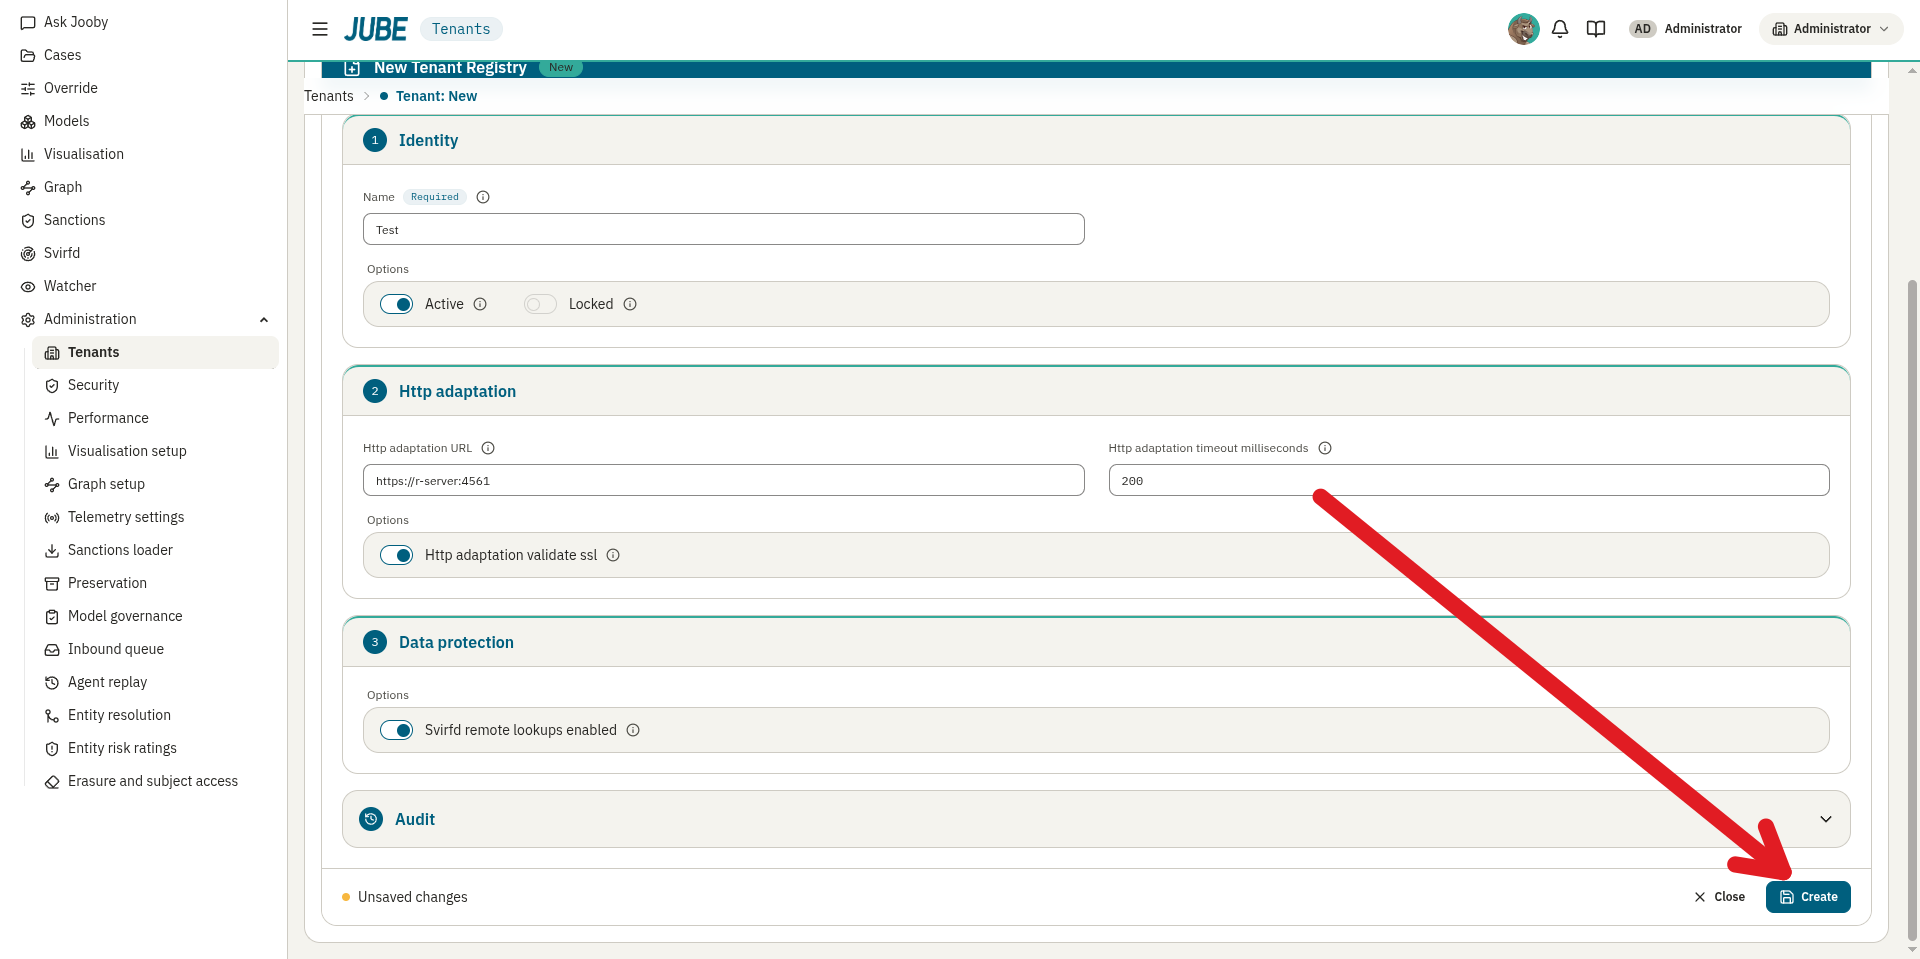 Ask Jooby
Cases
Override
Models
Visualisation
Graph
Sanctions
Svirfd
Watcher
Administration
Tenants
Security
Performance
Visualisation setup
Graph setup
Telemetry settings
Sanctions loader
Preservation
Model governance
Inbound queue
Agent replay
Entity resolution
Entity risk ratings
Erasure and subject access
JUBE Tenants
AD Administrator Administrator
New Tenant Registry New
Tenants > Tenant: New
1 Identity
Name Required
Test
Options
Active Locked
2 Http adaptation
Http adaptation URL Http adaptation timeout milliseconds
https://r-server:4561 200
Options
Http adaptation validate ssl
3 Data protection
Options
Svirfd remote lookups enabled
Audit
Unsaved changes Close Create